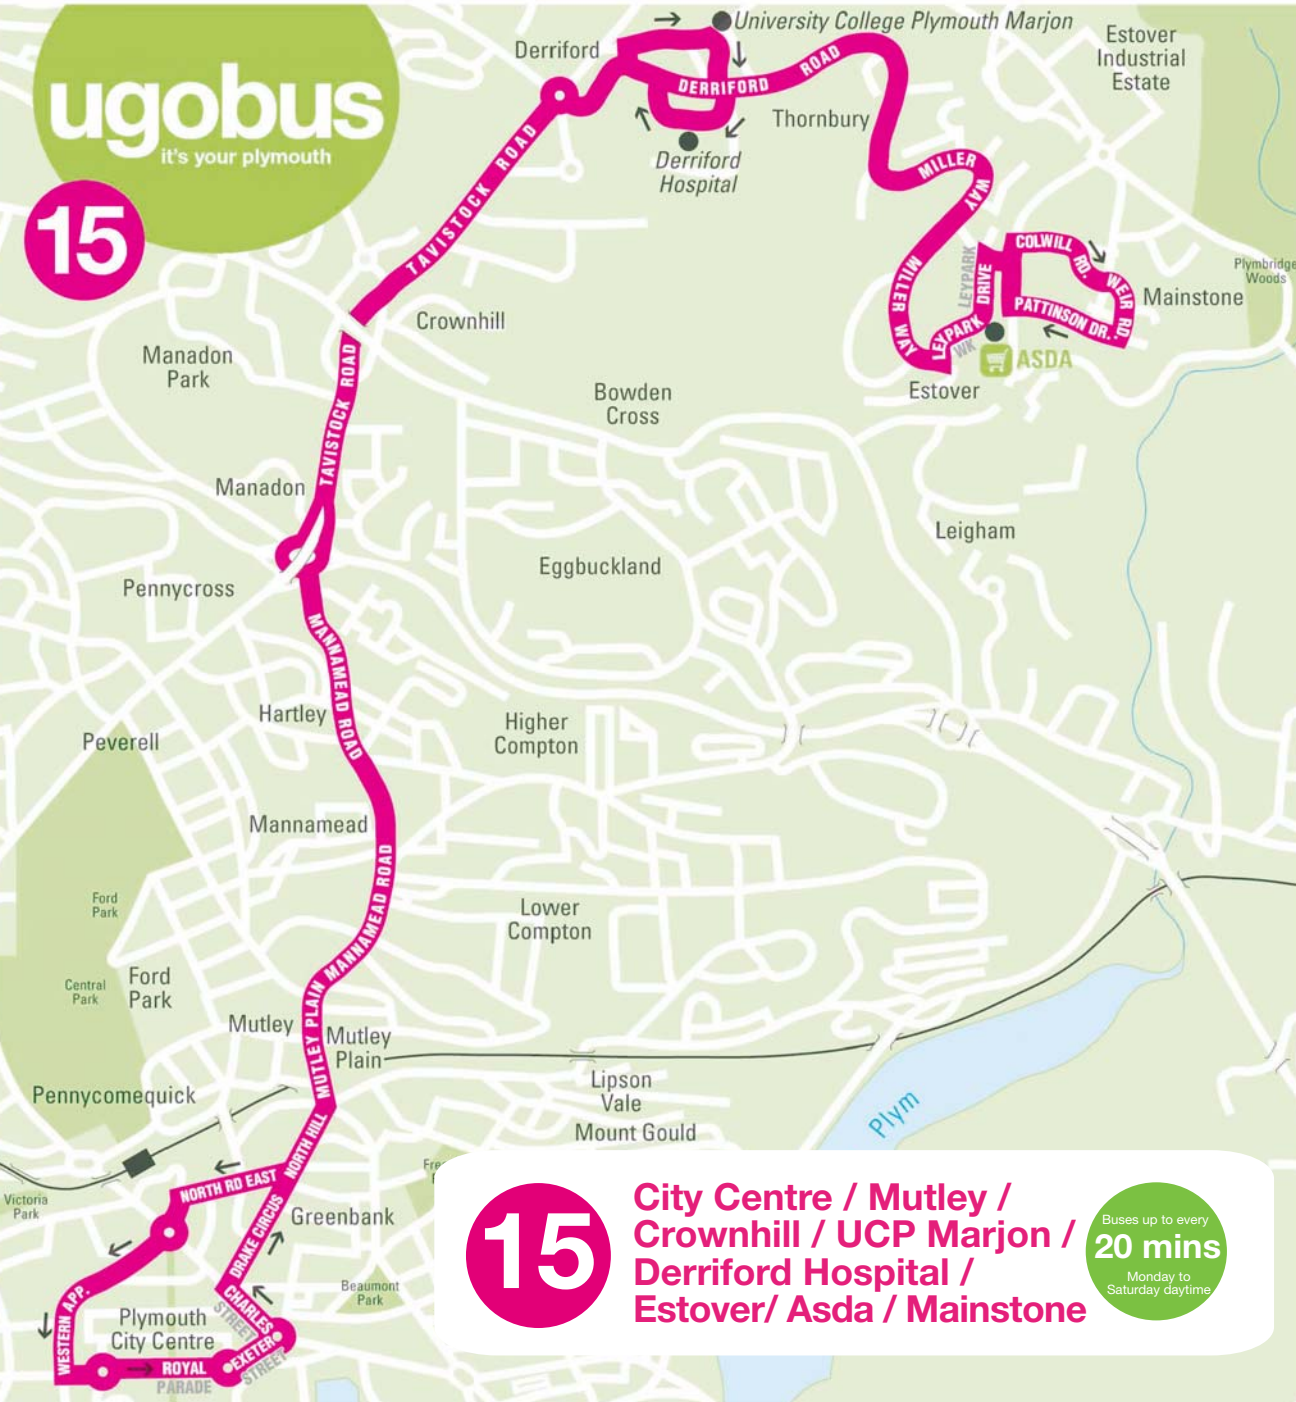 ugobus
it's your plymouth
15
University College Plymouth Marjon
Derriford
DERRIFORD
ROAD
Estover
Industrial
Estate
Thornbury
Derriford
Hospital
TAVISTOCK ROAD
MILLER
WAY
COLWILL
RD.
WEIR RD.
PATTINSON DR.
LEYPARK
DRIVE
MILLER WAY
LEYPARK
WK
ASDA
Estover
Mainstone
Plymbridge
Woods
Crownhill
Manadon
Park
TAVISTOCK ROAD
Bowden
Cross
Manadon
Leigham
Eggbuckland
Pennycross
MANNAMEAD ROAD
Hartley
Higher
Compton
Peverell
Mannamead
MANNAMEAD ROAD
Ford
Park
Lower
Compton
Central
Park
Ford
Park
Mutley
MUTLEY PLAIN
Mutley
Plain
Pennycomequick
Lipson
Vale
Mount Gould
Plym
NORTH HILL
NORTH RD EAST
Victoria
Park
DRAKE CIRCUS
Greenbank
Fre
Beaumont
Park
CHARLES
STREET
WESTERN APP.
Plymouth
City Centre
EXETER
STREET
ROYAL
PARADE
15
City Centre / Mutley /
Crownhill / UCP Marjon /
Derriford Hospital /
Estover/ Asda / Mainstone
Buses up to every
20 mins
Monday to
Saturday daytime